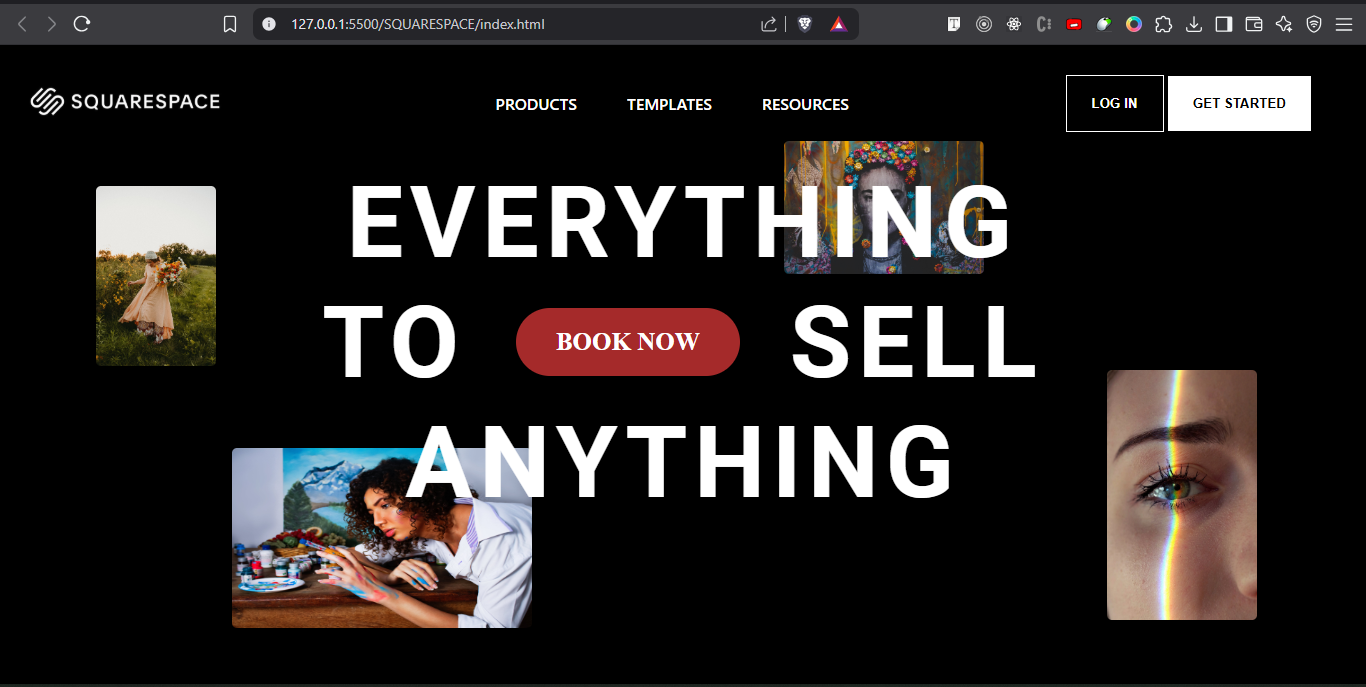 127.0.0.1:5500/SQUARESPACE/index.html
SQUARESPACE
PRODUCTS TEMPLATES RESOURCES
LOG IN GET STARTED
EVERYTHING
TO BOOK NOW SELL
ANYTHING